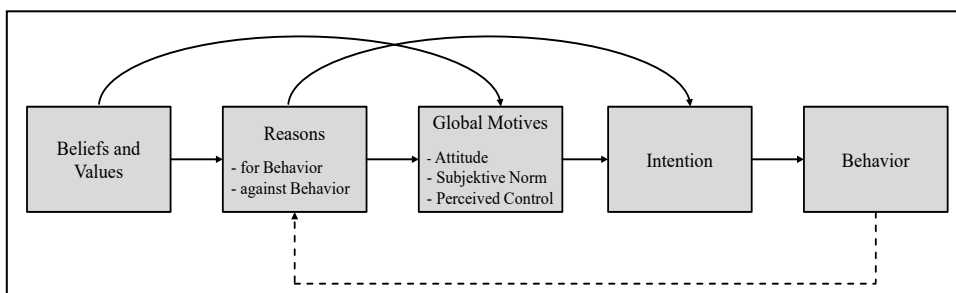 Beliefs and
Values
Reasons
- for Behavior
- against Behavior
Global Motives
- Attitude
- Subjektive Norm
- Perceived Control
Intention
Behavior